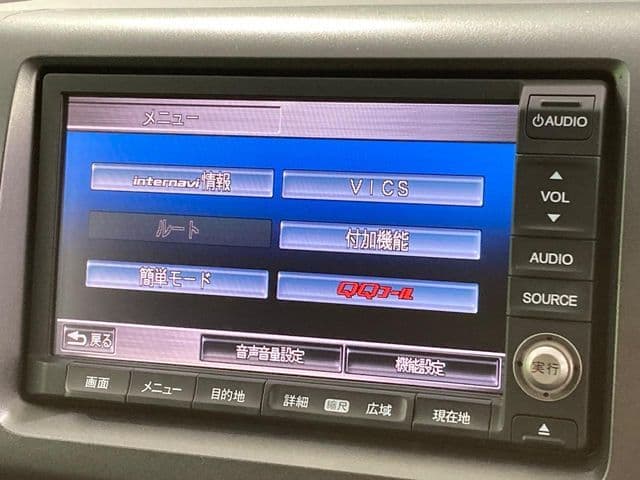 メニュー
internavi情報
VICS
ルート
付加機能
簡単モード
QQコール
戻る
音声音量設定
機能設定
画面
メニュー
目的地
詳細
縮尺
広域
現在地
AUDIO
VOL
AUDIO
SOURCE
実行